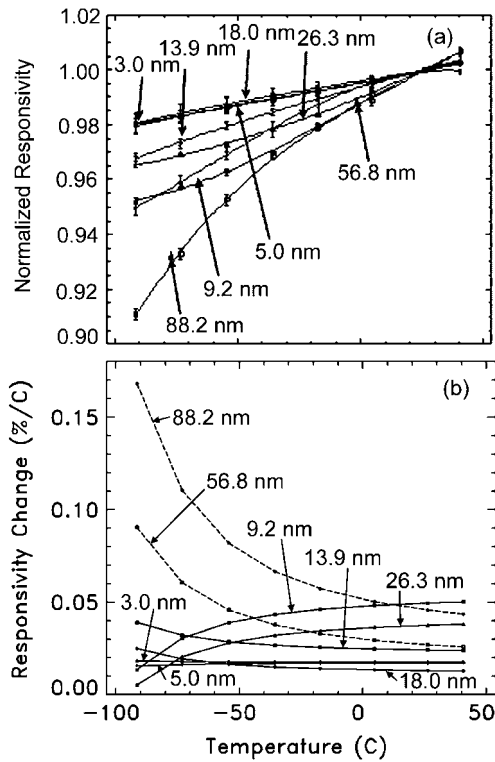 (a)
18.0 nm
13.9 nm
26.3 nm
3.0 nm
56.8 nm
5.0 nm
9.2 nm
88.2 nm
1.02
1.00
0.98
0.96
0.94
0.92
0.90
Normalized Responsivity
(b)
88.2 nm
56.8 nm
9.2 nm
13.9 nm
26.3 nm
3.0 nm
5.0 nm
18.0 nm
0.15
0.10
0.05
0.00
Responsivity Change (%/C)
−100 −50 0 50
Temperature (C)